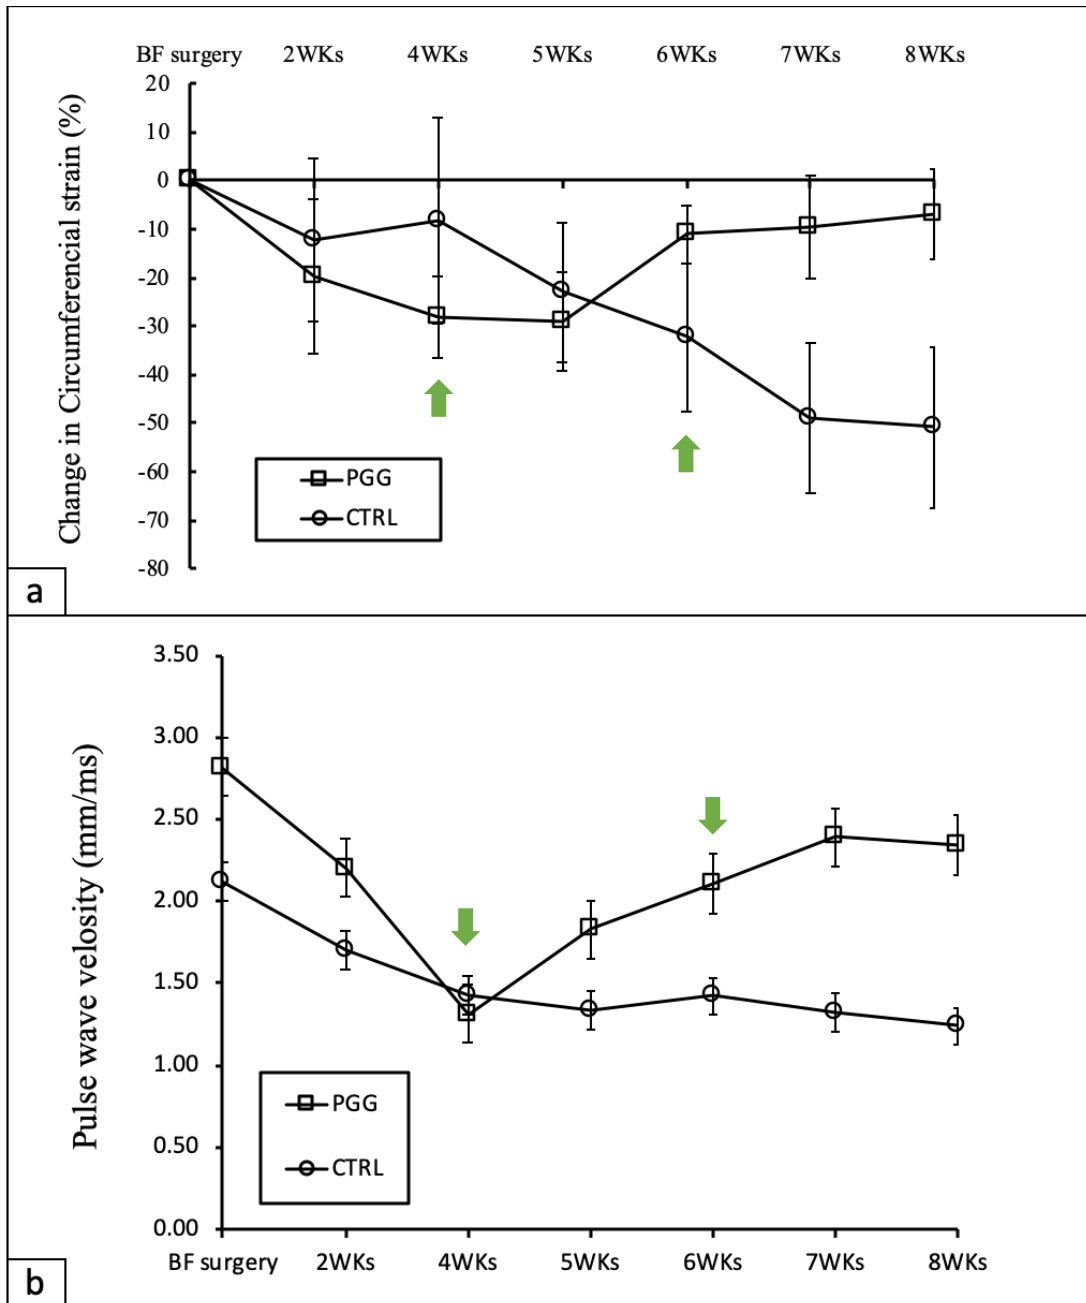 BF surgery 2WKs 4WKs 5WKs 6WKs 7WKs 8WKs
Change in Circumferencial strain (%)
20
10
0
-10
-20
-30
-40
-50
-60
-70
-80
PGG
CTRL
a
Pulse wave velosity (mm/ms)
3.50
3.00
2.50
2.00
1.50
1.00
0.50
0.00
PGG
CTRL
BF surgery 2WKs 4WKs 5WKs 6WKs 7WKs 8WKs
b